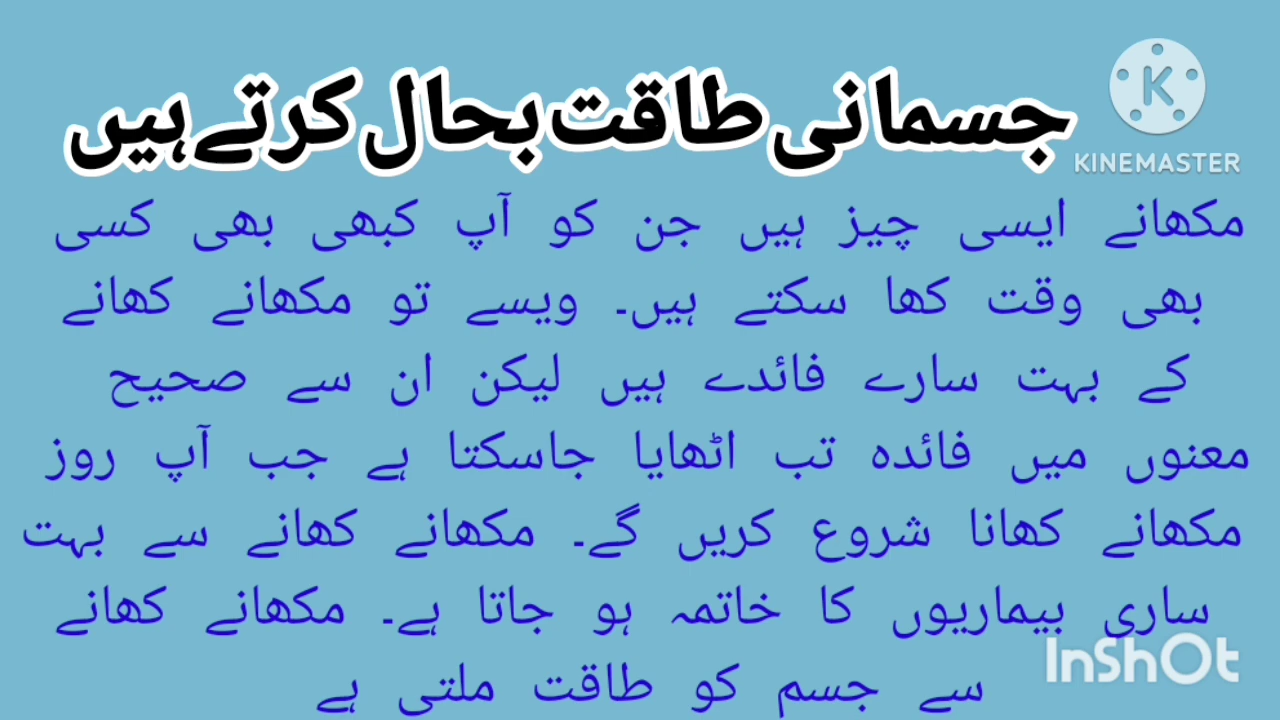 جسمانی طاقت بحال کرتے ہیں
KINEMASTER
مکھانے ایسی چیز ہیں جن کو آپ کبھی بھی کسی
بھی وقت کھا سکتے ہیں۔ ویسے تو مکھانے کھانے
کے بہت سارے فائدے ہیں لیکن ان سے صحیح
معنوں میں فائدہ تب اٹھایا جاسکتا ہے جب آپ روز
مکھانے کھانا شروع کریں گے۔ مکھانے کھانے سے بہت
ساری بیماریوں کا خاتمہ ہو جاتا ہے۔ مکھانے کھانے
سے جسم کو طاقت ملتی ہے
InShOt